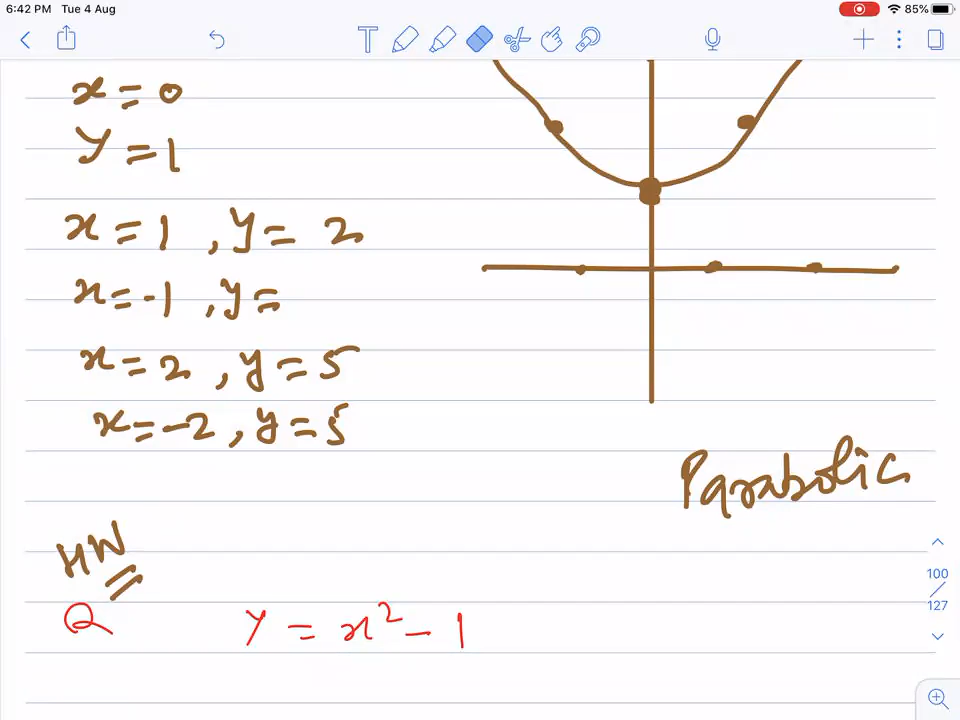 6:42 PM Tue 4 Aug
85%
x = 0
y = 1
x = 1 , y = 2
x = -1 , y =
x = 2 , y = 5
x = -2 , y = 5
Parabolic
HW
100
127
Q y = x² - 1